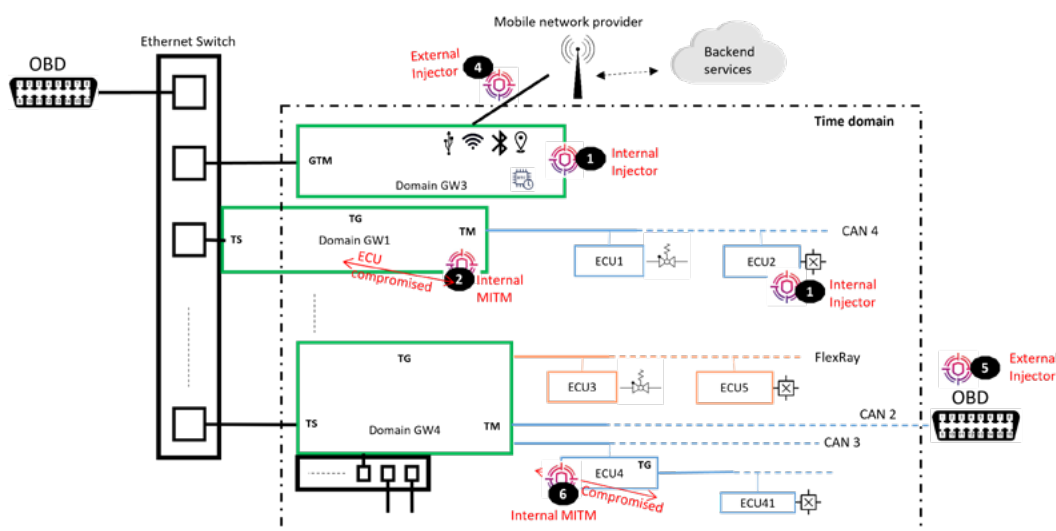 Mobile network provider
Ethernet Switch
OBD
External
Injector
4
Backend
services
Time domain
GTM
1
Internal
Injector
Domain GW3
TG
TS
Domain GW1
TM
CAN 4
ECU
compromised
2
Internal
MITM
ECU1
ECU2
1
Internal
Injector
TG
FlexRay
ECU3
ECU5
5
External
Injector
OBD
CAN 2
TS
Domain GW4
TM
CAN 3
ECU4
TG
6
Compromised
Internal MITM
ECU41